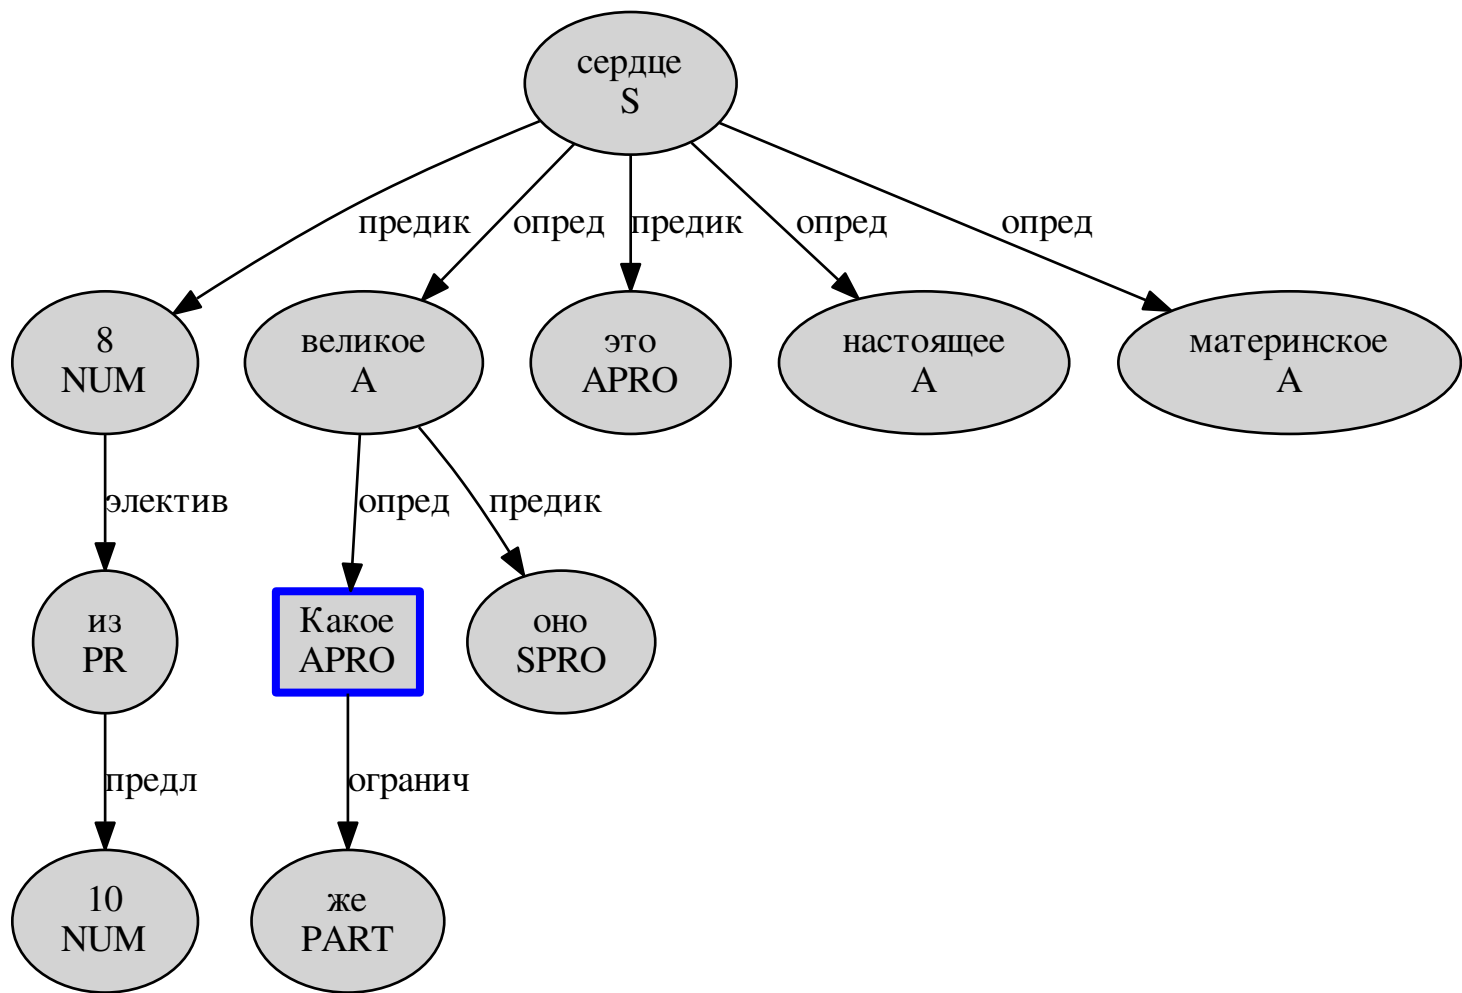 сердце
S
предик
опред
предик
опред
опред
8
NUM
великое
A
это
APRO
настоящее
A
материнское
A
электив
опред
предик
из
PR
Какое
APRO
оно
SPRO
предл
огранич
10
NUM
же
PART